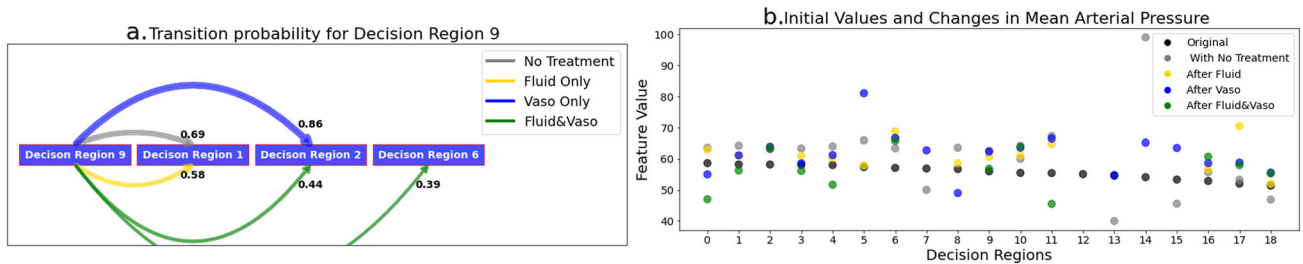 a.Transition probability for Decision Region 9
No Treatment
Fluid Only
Vaso Only
Fluid&Vaso
0.86
0.69
Decison Region 9
Decison Region 1
Decison Region 2
Decison Region 6
0.58
0.44
0.39
b.Initial Values and Changes in Mean Arterial Pressure
Feature Value
100
90
80
70
60
50
40
Original
With No Treatment
After Fluid
After Vaso
After Fluid&Vaso
0 1 2 3 4 5 6 7 8 9 10 11 12 13 14 15 16 17 18
Decision Regions